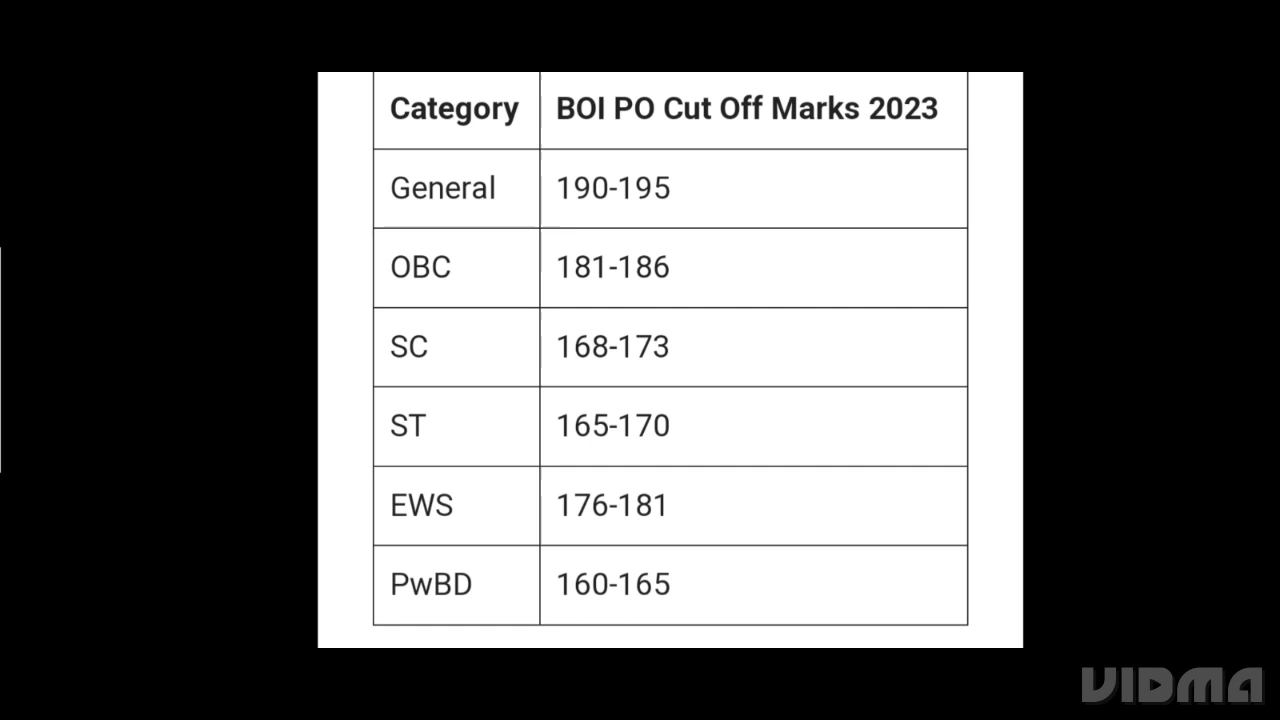 Category BOI PO Cut Off Marks 2023
General 190-195
OBC 181-186
SC 168-173
ST 165-170
EWS 176-181
PwBD 160-165
VIDMA